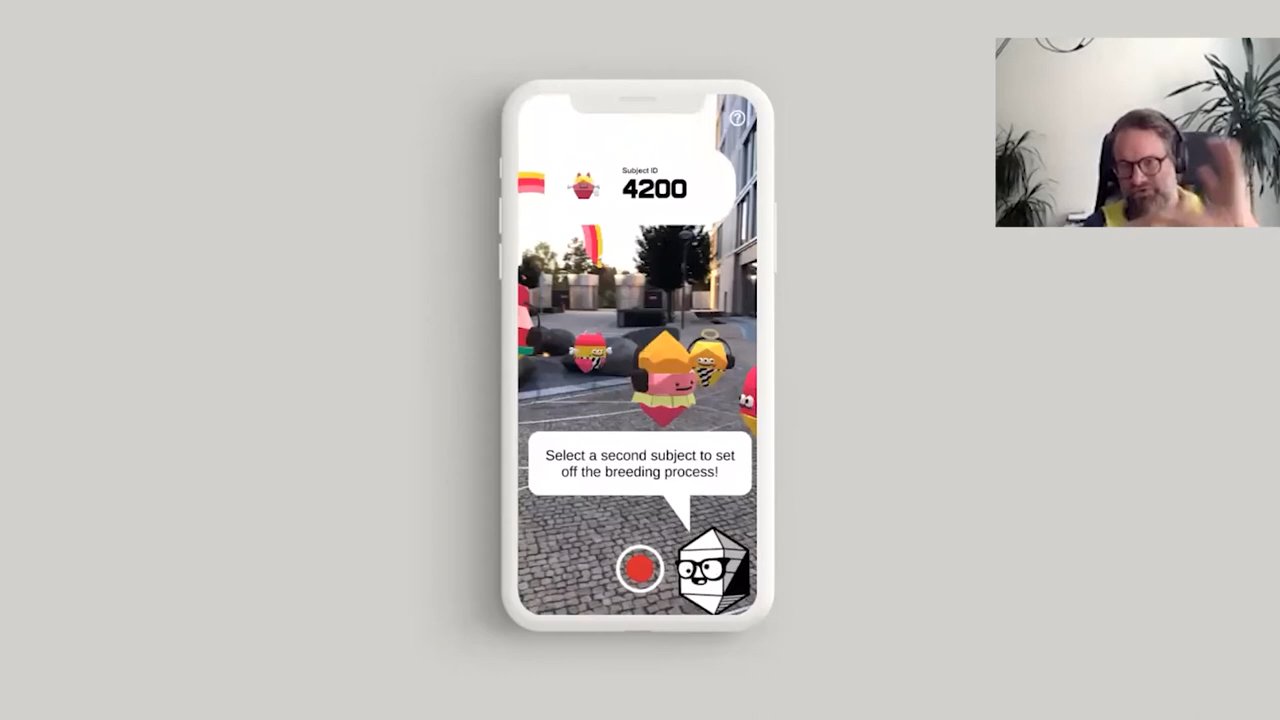 ?
Subject ID
4200
Select a second subject to set
off the breeding process!